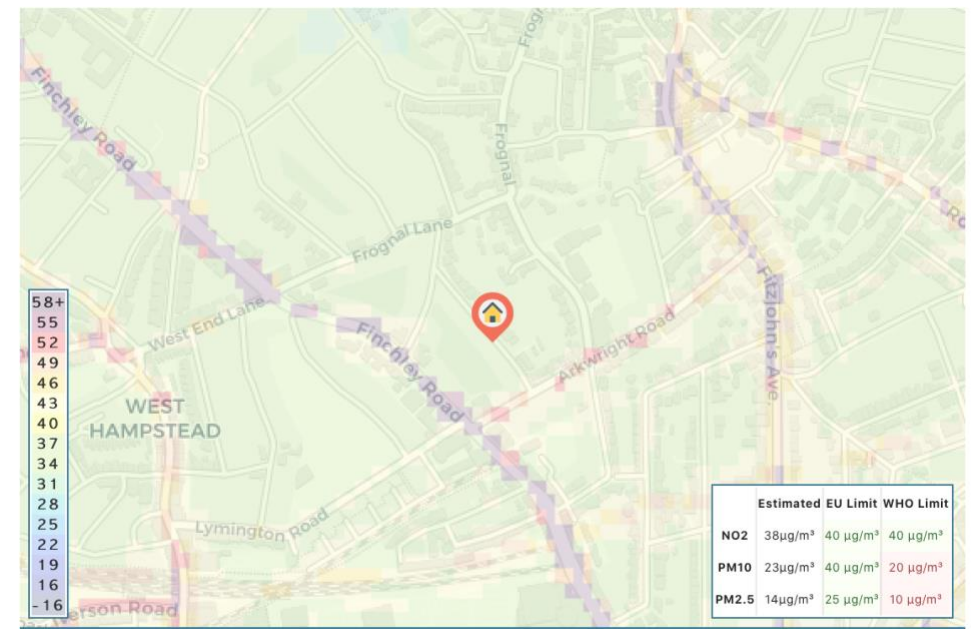 Frognal
Finchley Road
Frognal
Frognal Lane
West End Lane
Finchley Road
Arkwright Road
Fitzjohn's Ave.
WEST
HAMPSTEAD
Lymington Road
erson Road
58+
55
52
49
46
43
40
37
34
31
28
25
22
19
16
-16
Estimated EU Limit WHO Limit
NO2 38µg/m³ 40 µg/m³ 40 µg/m³
PM10 23µg/m³ 40 µg/m³ 20 µg/m³
PM2.5 14µg/m³ 25 µg/m³ 10 µg/m³